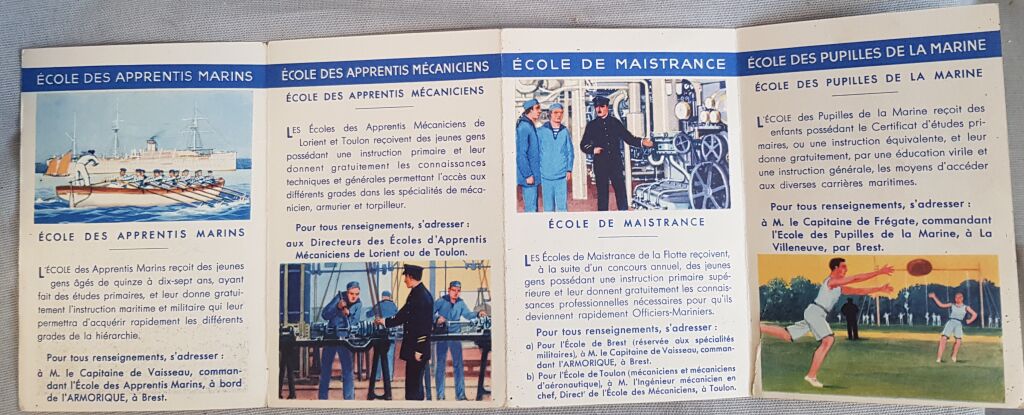 ÉCOLE DES APPRENTIS MARINS
ÉCOLE DES APPRENTIS MARINS
L'ÉCOLE des Apprentis Marins reçoit des jeunes
gens âgés de quinze à dix-sept ans, ayant
fait des études primaires, et leur donne gratui-
tement l'instruction maritime et militaire qui leur
permettra d'acquérir rapidement les différents
grades de la hiérarchie.
Pour tous renseignements, s'adresser :
à M. le Capitaine de Vaisseau, comman-
dant l'École des Apprentis Marins, à bord
de l'ARMORIQUE, à Brest.
ÉCOLE DES APPRENTIS MÉCANICIENS
ÉCOLE DES APPRENTIS MÉCANICIENS
LES Écoles des Apprentis Mécaniciens de
Lorient et Toulon reçoivent des jeunes gens
possédant une instruction primaire et leur
donnent gratuitement les connaissances
techniques et générales permettant l'accès aux
différents grades dans les spécialités de méca-
nicien, armurier et torpilleur.
Pour tous renseignements, s'adresser :
aux Directeurs des Écoles d'Apprentis
Mécaniciens de Lorient ou de Toulon.
ÉCOLE DE MAISTRANCE
ÉCOLE DE MAISTRANCE
LES Écoles de Maistrance de la Flotte reçoivent,
à la suite d'un concours annuel, des jeunes
gens possédant une instruction primaire supé-
rieure et leur donnent gratuitement les connais-
sances professionnelles nécessaires pour qu'ils
deviennent rapidement Officiers-Mariniers.
Pour tous renseignements, s'adresser :
a) Pour l'École de Brest (réservée aux spécialités
militaires), à M. le Capitaine de Vaisseau, comman-
dant l'ARMORIQUE, à Brest.
b) Pour l'École de Toulon (mécaniciens et mécaniciens
d'aéronautique), à M. l'Ingénieur mécanicien en
chef, Direct' de l'École des Mécaniciens, à Toulon.
ÉCOLE DES PUPILLES DE LA MARINE
ÉCOLE DES PUPILLES DE LA MARINE
L'ÉCOLE des Pupilles de la Marine reçoit des
enfants possédant le Certificat d'études pri-
maires, ou une instruction équivalente, et leur
donne gratuitement, par une éducation virile et
une instruction générale, les moyens d'accéder
aux diverses carrières maritimes.
Pour tous renseignements, s'adresser :
à M. le Capitaine de Frégate, commandant
l'Ecole des Pupilles de la Marine, à La
Villeneuve, par Brest.